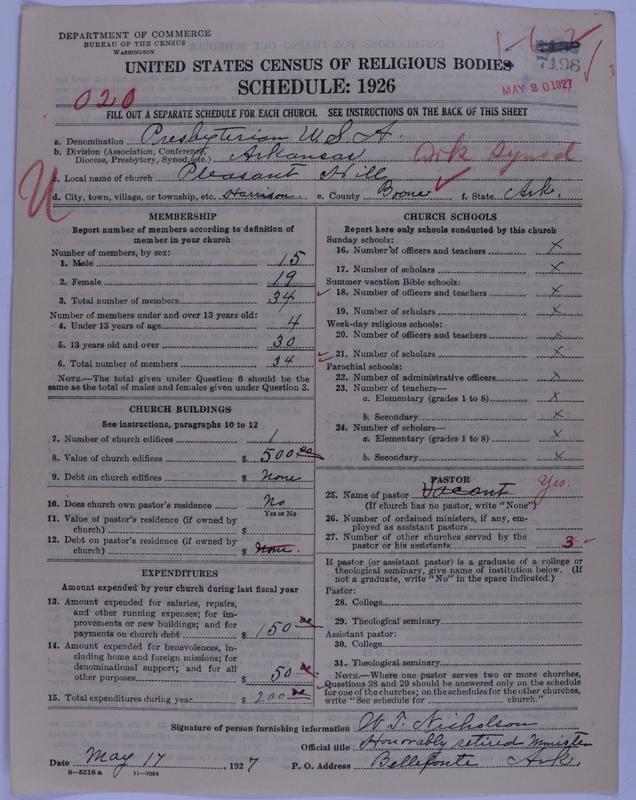 DEPARTMENT OF COMMERCE
BUREAU OF THE CENSUS
WASHINGTON
7198
MAY 20 1927
UNITED STATES CENSUS OF RELIGIOUS BODIES
SCHEDULE: 1926
020
FILL OUT A SEPARATE SCHEDULE FOR EACH CHURCH. SEE INSTRUCTIONS ON THE BACK OF THIS SHEET
a. Denomination Presbyterian U.S.A.
b. Division (Association, Conference, Diocese, Presbytery, Synod, etc.) Arkansas Ark Synod
c. Local name of church Pleasant Hill
d. City, town, village, or township, etc. Harrison e. County Boone f. State Ark.
U
MEMBERSHIP
Report number of members according to definition of
member in your church
Number of members, by sex:
1. Male 15
2. Female 19
3. Total number of members 34
Number of members under and over 13 years old:
4. Under 13 years of age 4
5. 13 years old and over 30
6. Total number of members 34
NOTE.—The total given under Question 6 should be
same as the total of males and females given under Question 3.
CHURCH BUILDINGS
See instructions, paragraphs 10 to 12
7. Number of church edifices 1
8. Value of church edifices $ 500 00
9. Debt on church edifices $ None
10. Does church own pastor's residence No
Yes or No
11. Value of pastor's residence (if owned by
church) $
12. Debt on pastor's residence (if owned by
church) $ None.
EXPENDITURES
Amount expended by your church during last fiscal year
13. Amount expended for salaries, repairs,
and other running expenses; for im-
provements or new buildings; and for
payments on church debt $ 150 00
14. Amount expended for benevolences, in-
cluding home and foreign missions; for
denominational support; and for all
other purposes $ 50 00
15. Total expenditures during year $ 200 00
CHURCH SCHOOLS
Report here only schools conducted by this church
Sunday schools:
16. Number of officers and teachers X
17. Number of scholars X
Summer vacation Bible schools:
18. Number of officers and teachers X
19. Number of scholars X
Week-day religious schools:
20. Number of officers and teachers X
21. Number of scholars X
Parochial schools:
22. Number of administrative officers X
23. Number of teachers—
a. Elementary (grades 1 to 8) X
b. Secondary X
24. Number of scholars—
a. Elementary (grades 1 to 8) X
b. Secondary X
PASTOR
25. Name of pastor Vacant Yes.
(If church has no pastor, write "None")
26. Number of ordained ministers, if any, em-
ployed as assistant pastors
27. Number of other churches served by the
pastor or his assistants 3
If pastor (or assistant pastor) is a graduate of a college or
theological seminary, give name of institution below. (If
not a graduate, write "No" in the space indicated.)
Pastor:
28. College
29. Theological seminary
Assistant pastor:
30. College
31. Theological seminary
NOTE.—Where one pastor serves two or more churches,
Questions 28 and 29 should be answered only on the schedule
for one of the churches; on the schedules for the other churches,
write "See schedule for church."
Signature of person furnishing information W. T. Nicholson
Official title Honorably retired Minister
Date May 17, 1927 P. O. Address Bellefonte Ark.
8—5518 a 11—9054